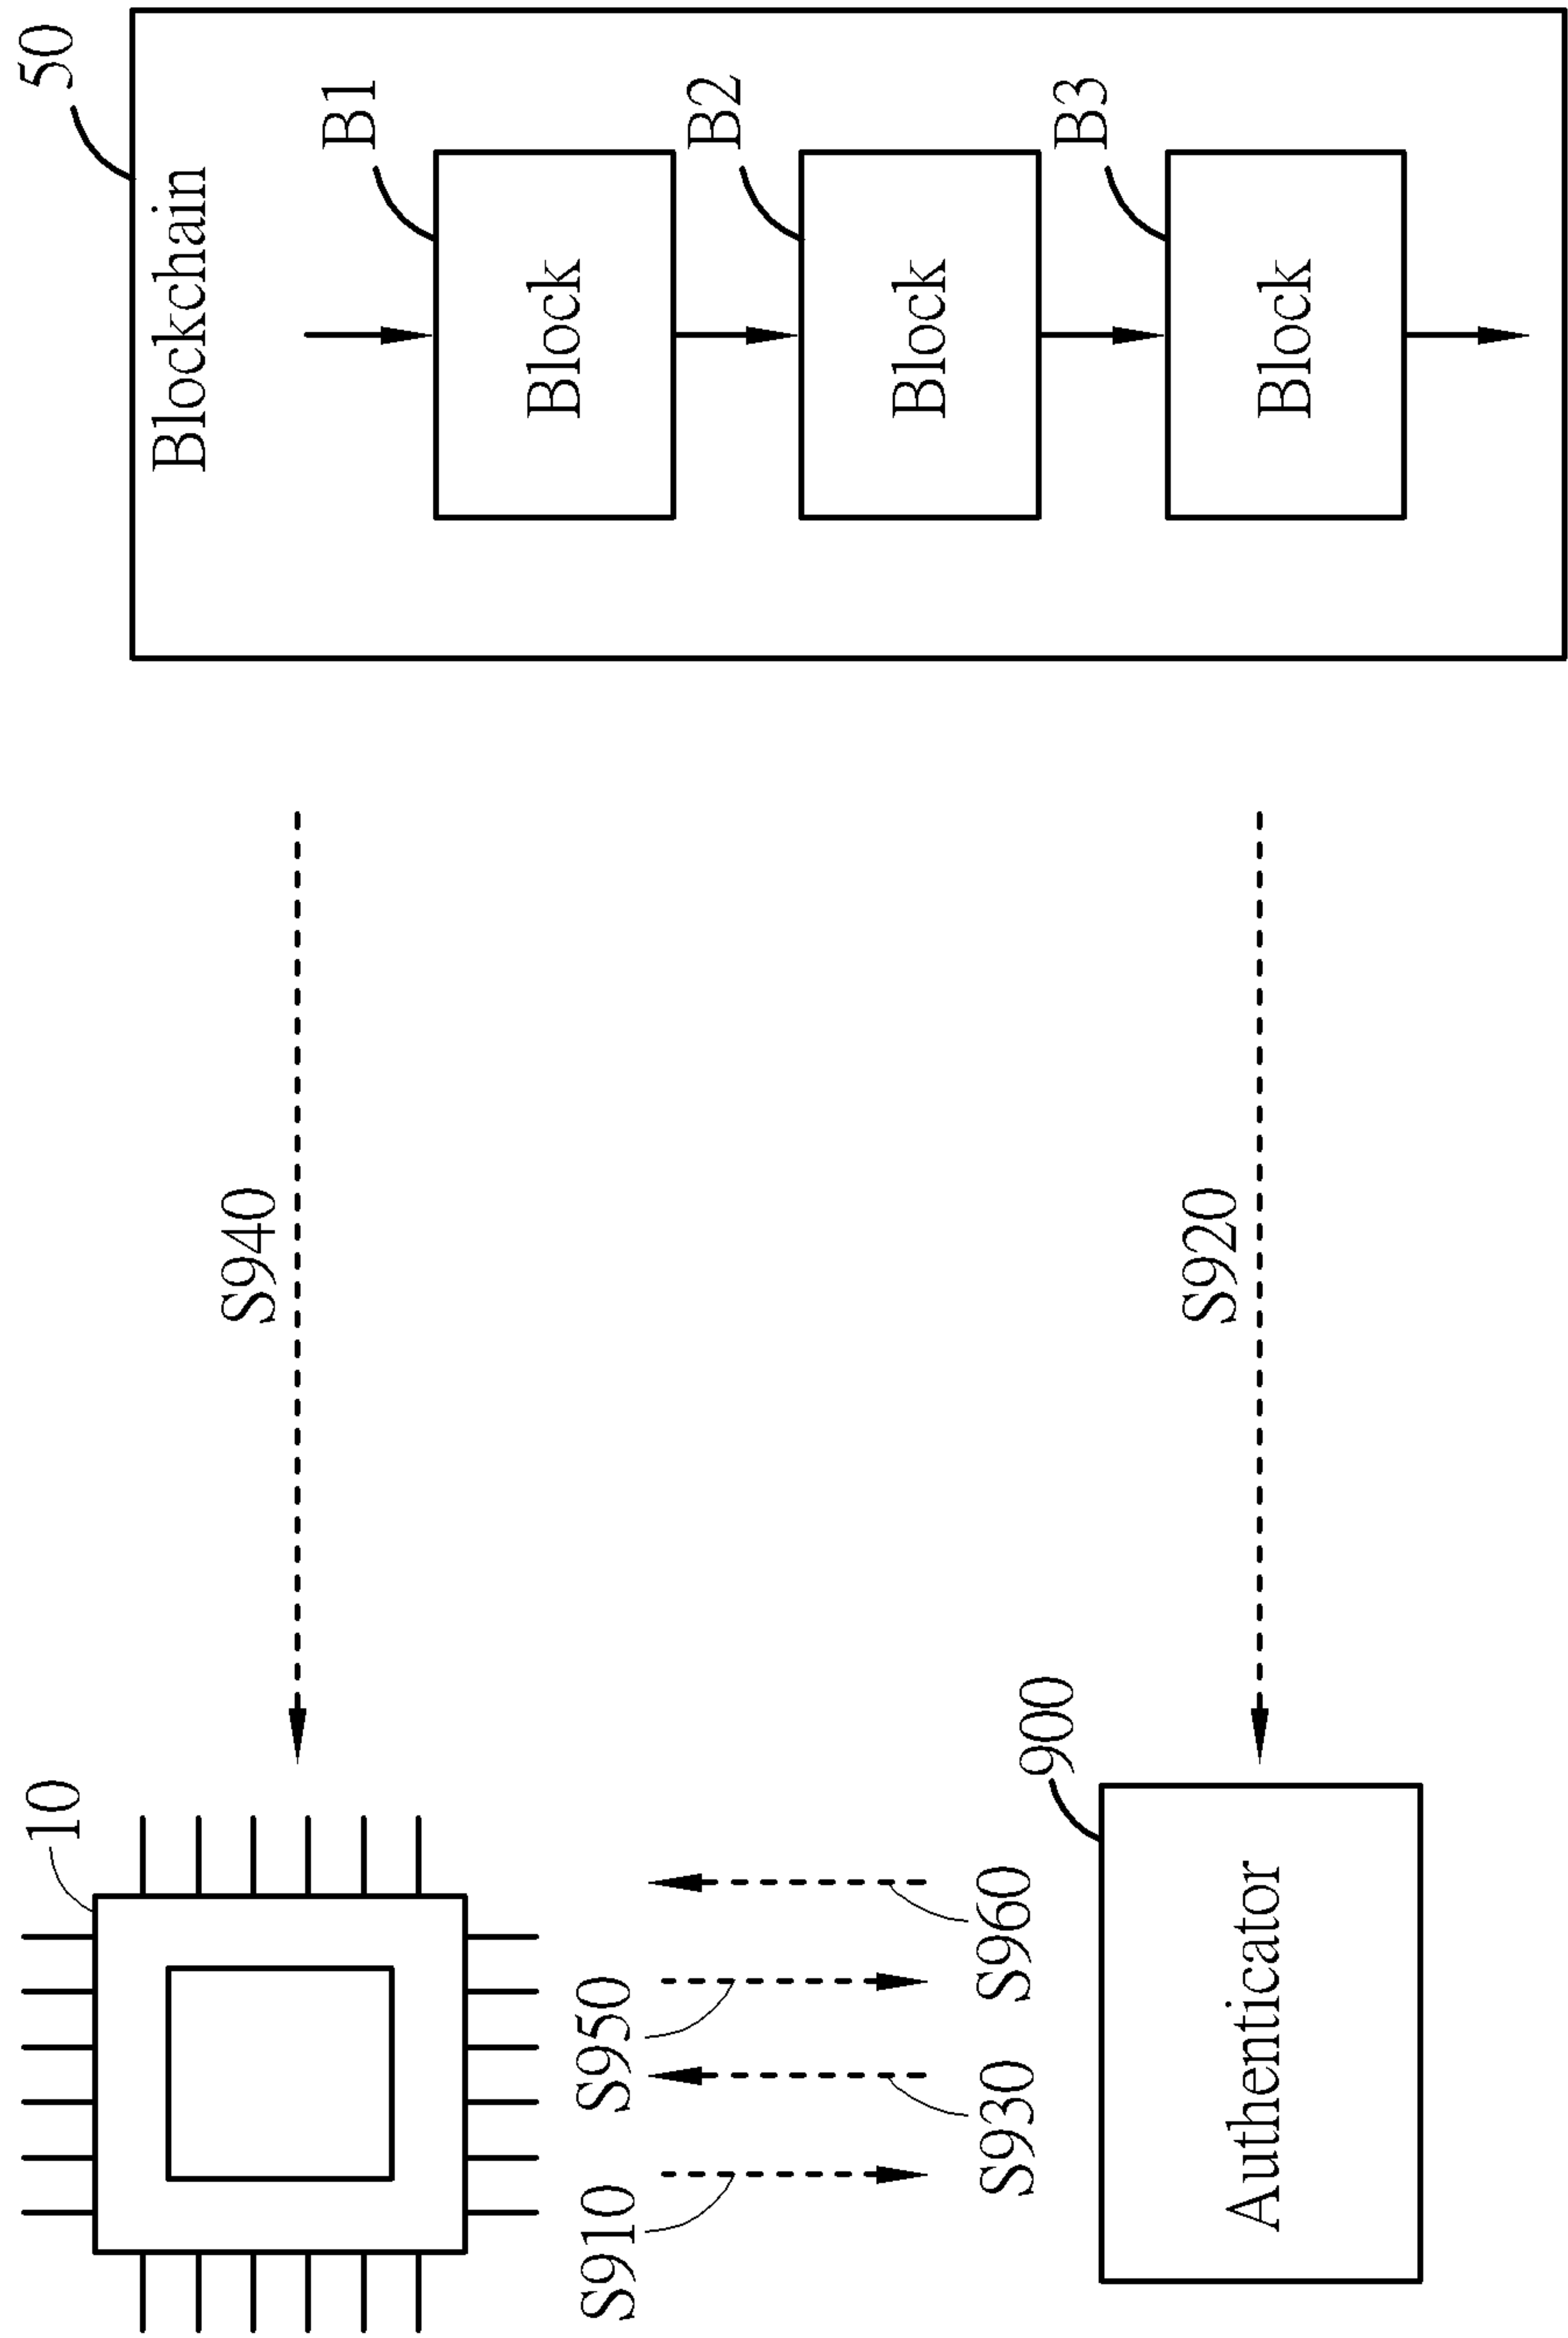 10
S940
50
Blockchain
B1
Block
S910
S950
B2
Block
S930
S960
900
Authenticator
S920
B3
Block